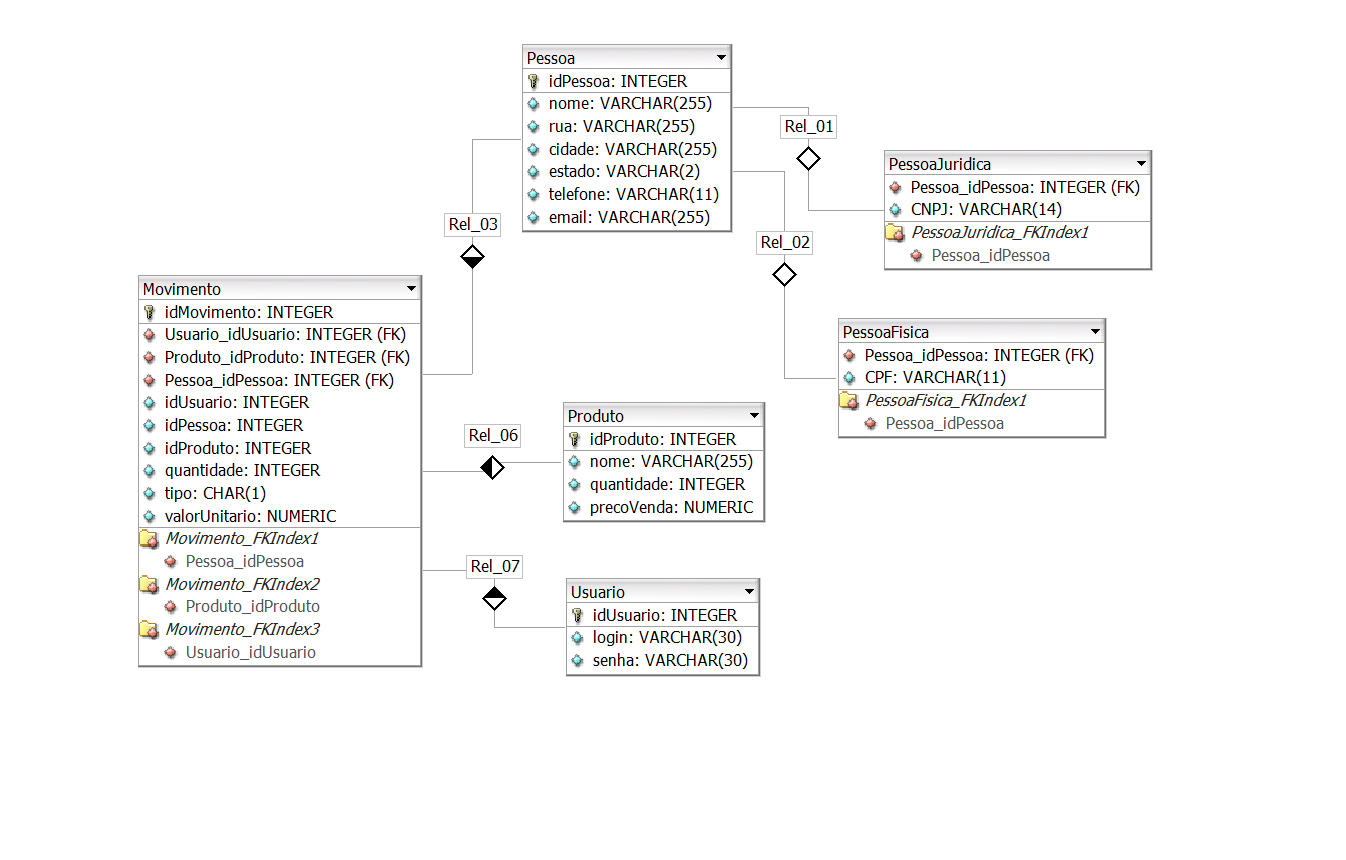 Pessoa
idPessoa: INTEGER
nome: VARCHAR(255)
rua: VARCHAR(255)
cidade: VARCHAR(255)
estado: VARCHAR(2)
telefone: VARCHAR(11)
email: VARCHAR(255)
Rel_01
PessoaJuridica
Pessoa_idPessoa: INTEGER (FK)
CNPJ: VARCHAR(14)
PessoaJuridica_FKIndex1
Pessoa_idPessoa
Rel_03
Rel_02
Movimento
idMovimento: INTEGER
Usuario_idUsuario: INTEGER (FK)
Produto_idProduto: INTEGER (FK)
Pessoa_idPessoa: INTEGER (FK)
idUsuario: INTEGER
idPessoa: INTEGER
idProduto: INTEGER
quantidade: INTEGER
tipo: CHAR(1)
valorUnitario: NUMERIC
Movimento_FKIndex1
Pessoa_idPessoa
Movimento_FKIndex2
Produto_idProduto
Movimento_FKIndex3
Usuario_idUsuario
PessoaFisica
Pessoa_idPessoa: INTEGER (FK)
CPF: VARCHAR(11)
PessoaFisica_FKIndex1
Pessoa_idPessoa
Rel_06
Produto
idProduto: INTEGER
nome: VARCHAR(255)
quantidade: INTEGER
precoVenda: NUMERIC
Rel_07
Usuario
idUsuario: INTEGER
login: VARCHAR(30)
senha: VARCHAR(30)